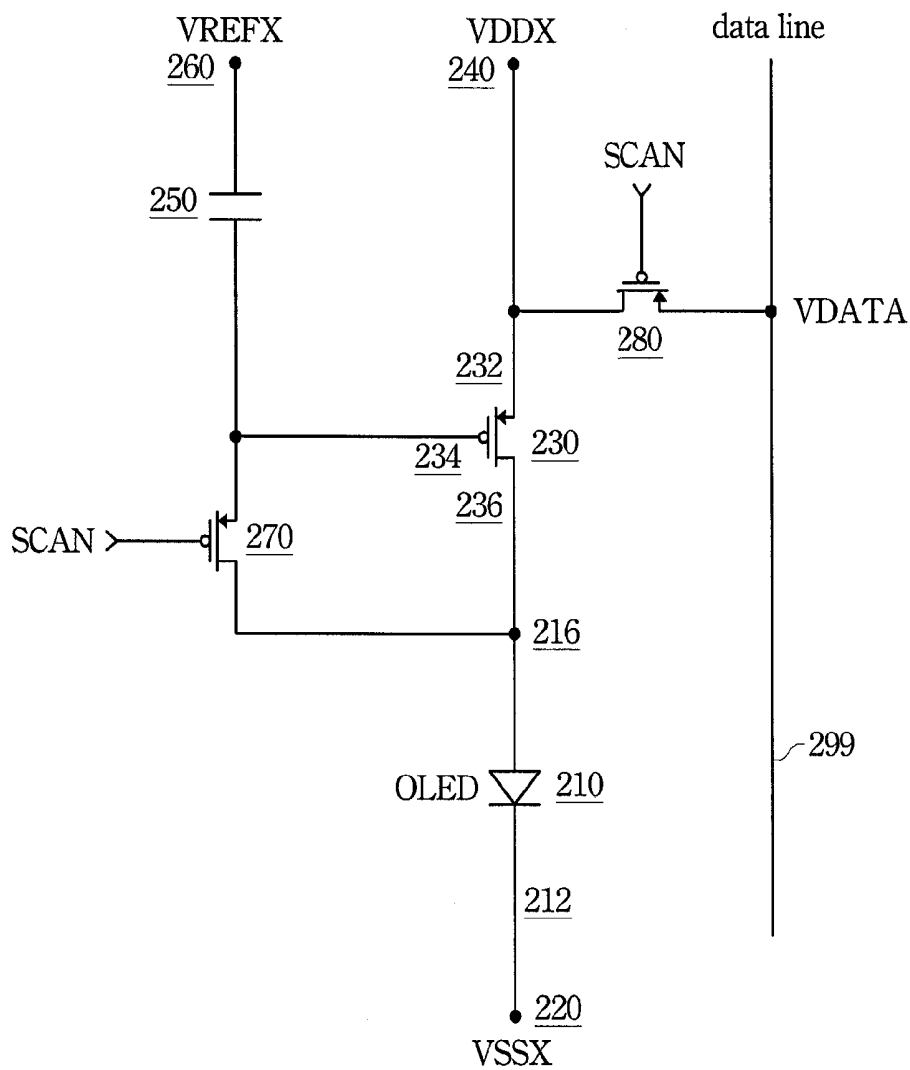 VREFX
VDDX
data line
260
240
SCAN
250
VDATA
280
232
234
230
236
SCAN
270
216
299
OLED
210
212
220
VSSX